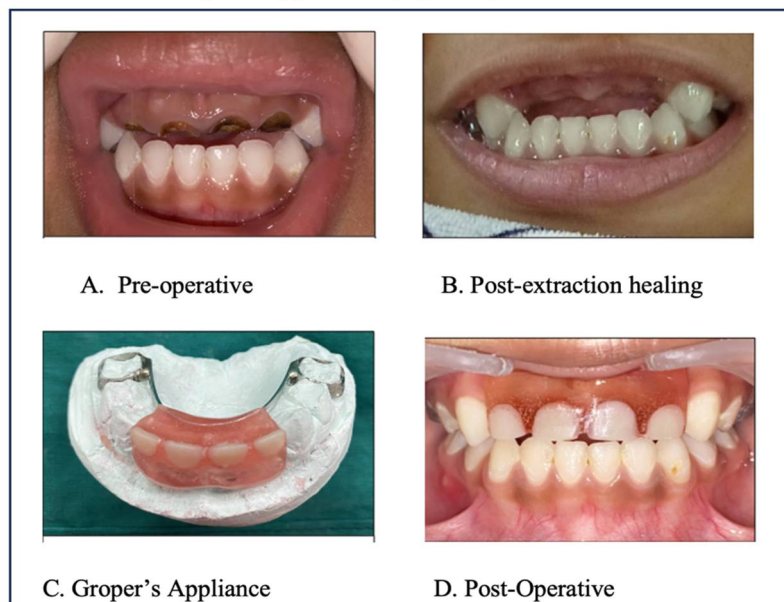 A. Pre-operative
B. Post-extraction healing
C. Groper's Appliance
D. Post-Operative